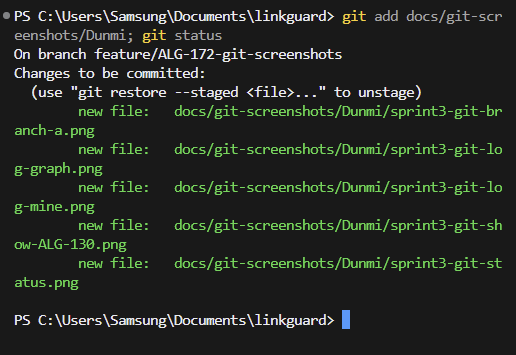 PS C:\Users\Samsung\Documents\linkguard> git add docs/git-scr
eenshots/Dunmi; git status
On branch feature/ALG-172-git-screenshots
Changes to be committed:
  (use "git restore --staged <file>..." to unstage)
        new file:   docs/git-screenshots/Dunmi/sprint3-git-br
anch-a.png
        new file:   docs/git-screenshots/Dunmi/sprint3-git-lo
g-graph.png
        new file:   docs/git-screenshots/Dunmi/sprint3-git-lo
g-mine.png
        new file:   docs/git-screenshots/Dunmi/sprint3-git-sh
ow-ALG-130.png
        new file:   docs/git-screenshots/Dunmi/sprint3-git-st
atus.png
PS C:\Users\Samsung\Documents\linkguard>